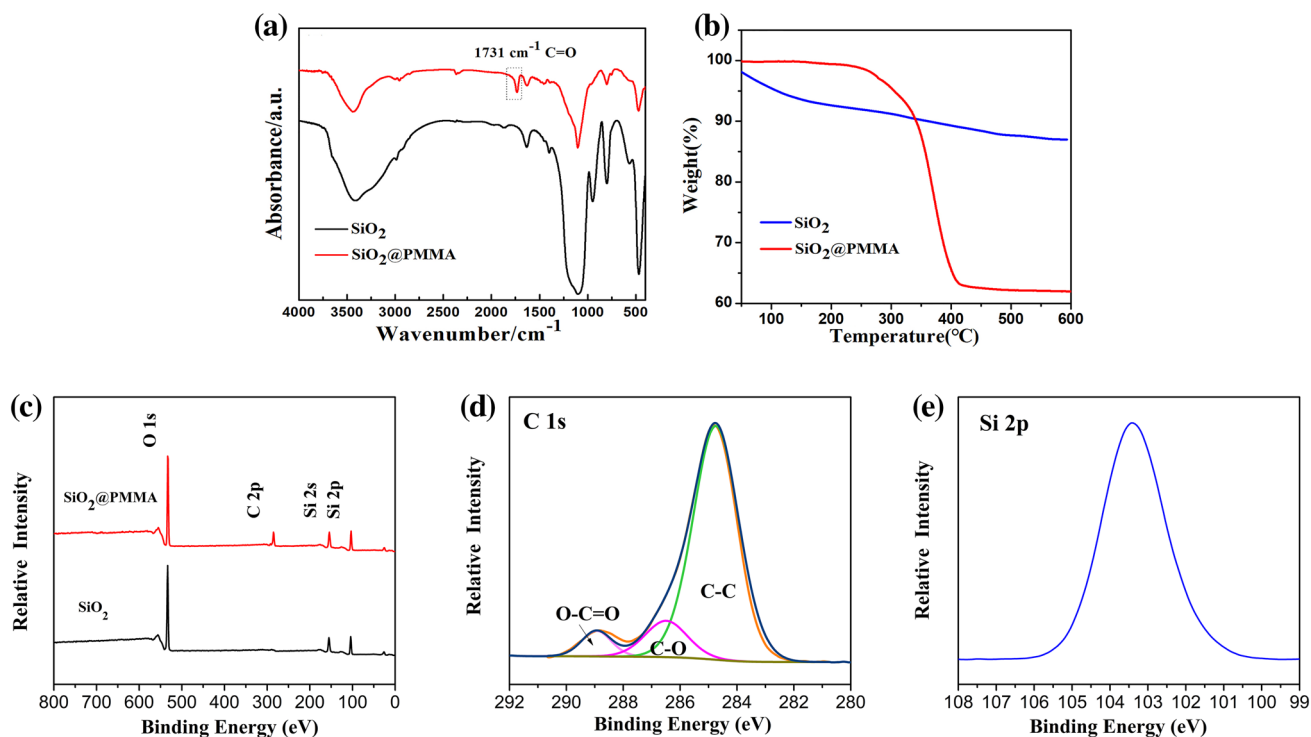 (a)
1731 cm⁻¹ C=O
Absorbance/a.u.
SiO₂
SiO₂@PMMA
4000 3500 3000 2500 2000 1500 1000 500
Wavenumber/cm⁻¹
(b)
100
90
80
70
60
Weight(%)
SiO₂
SiO₂@PMMA
100 200 300 400 500 600
Temperature(°C)
(c)
Relative Intensity
O 1s
C 2p
Si 2s
Si 2p
SiO₂@PMMA
SiO₂
800 700 600 500 400 300 200 100 0
Binding Energy (eV)
(d)
C 1s
Relative Intensity
O-C=O
C-O
C-C
292 290 288 286 284 282 280
Binding Energy (eV)
(e)
Si 2p
Relative Intensity
108 107 106 105 104 103 102 101 100 99
Binding Energy (eV)